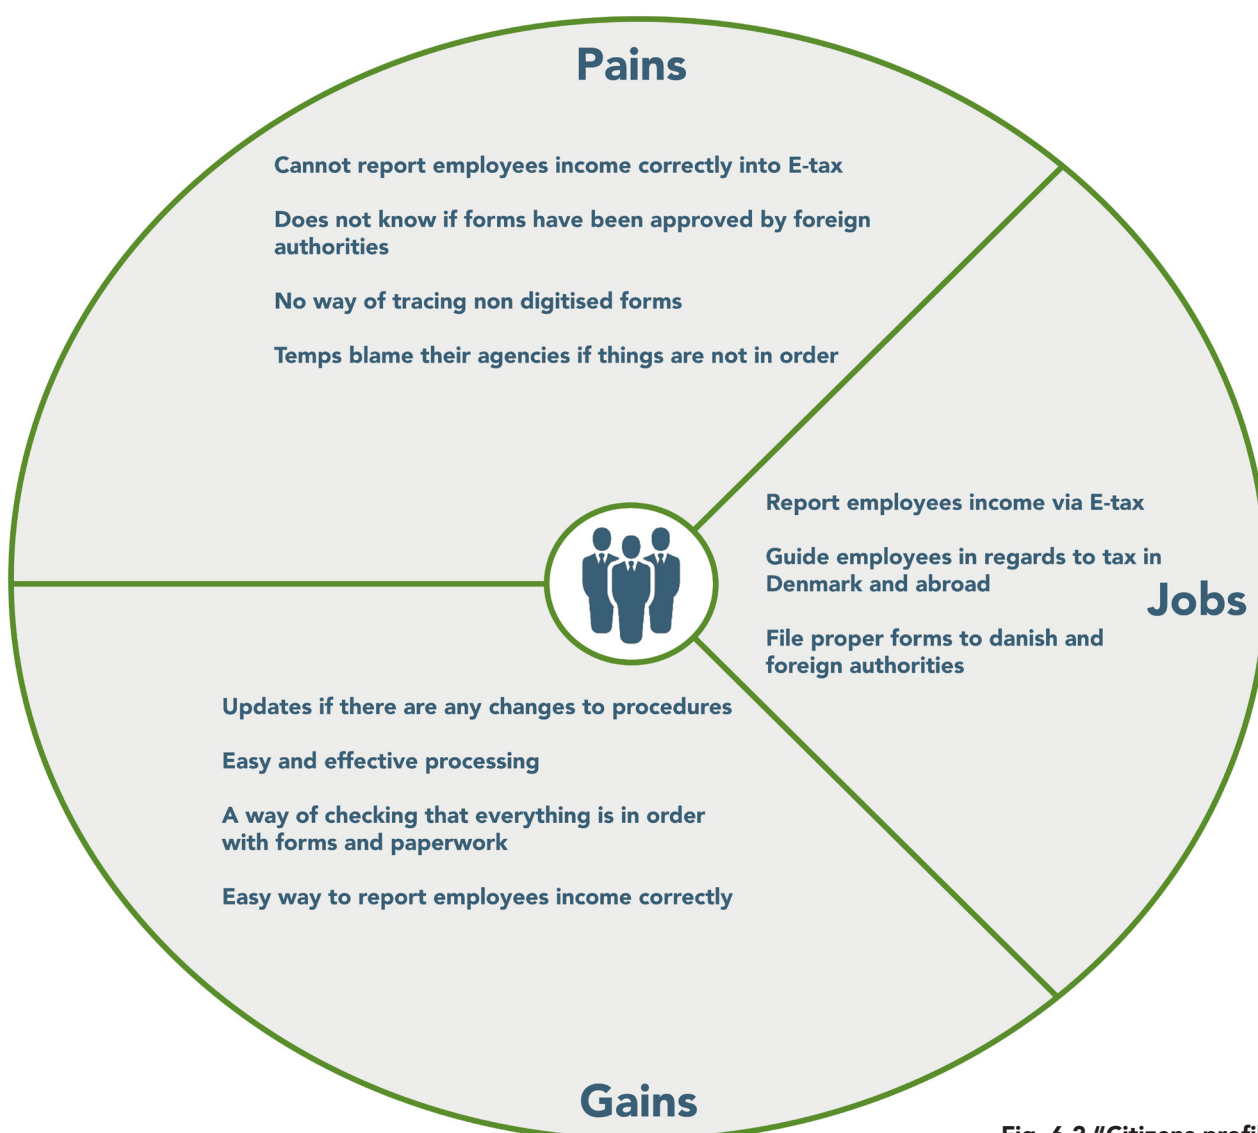 Pains
Cannot report employees income correctly into E-tax
Does not know if forms have been approved by foreign
authorities
No way of tracing non digitised forms
Temps blame their agencies if things are not in order
Report employees income via E-tax
Guide employees in regards to tax in
Denmark and abroad
Jobs
File proper forms to danish and
foreign authorities
Updates if there are any changes to procedures
Easy and effective processing
A way of checking that everything is in order
with forms and paperwork
Easy way to report employees income correctly
Gains
Fig. 6.2 "Citizens